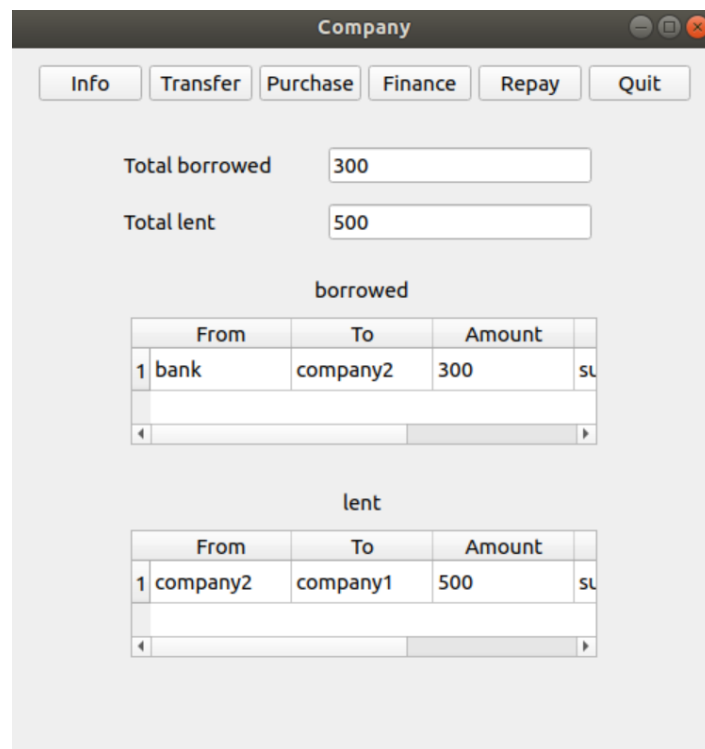 Company
Info Transfer Purchase Finance Repay Quit
Total borrowed 300
Total lent 500
borrowed
From To Amount
1 bank company2 300
lent
From To Amount
1 company2 company1 500